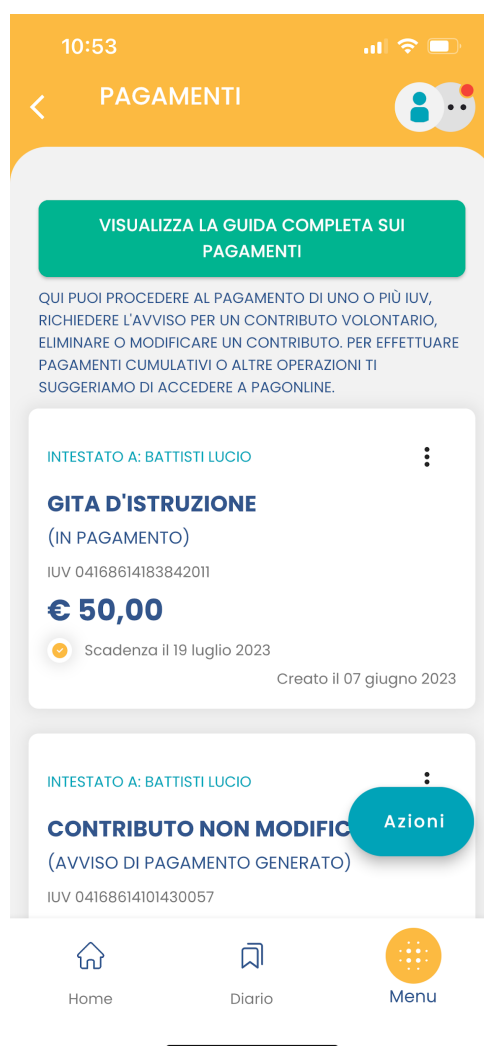 10:53
PAGAMENTI
VISUALIZZA LA GUIDA COMPLETA SUI
PAGAMENTI
QUI PUOI PROCEDERE AL PAGAMENTO DI UNO O PIÙ IUV,
RICHIEDERE L'AVVISO PER UN CONTRIBUTO VOLONTARIO,
ELIMINARE O MODIFICARE UN CONTRIBUTO. PER EFFETTUARE
PAGAMENTI CUMULATIVI O ALTRE OPERAZIONI TI
SUGGERIAMO DI ACCEDERE A PAGONLINE.
INTESTATO A: BATTISTI LUCIO
GITA D'ISTRUZIONE
(IN PAGAMENTO)
IUV 04168614183842011
€ 50,00
Scadenza il 19 luglio 2023
Creato il 07 giugno 2023
INTESTATO A: BATTISTI LUCIO
CONTRIBUTO NON MODIFIC
Azioni
(AVVISO DI PAGAMENTO GENERATO)
IUV 04168614101430057
Home
Diario
Menu